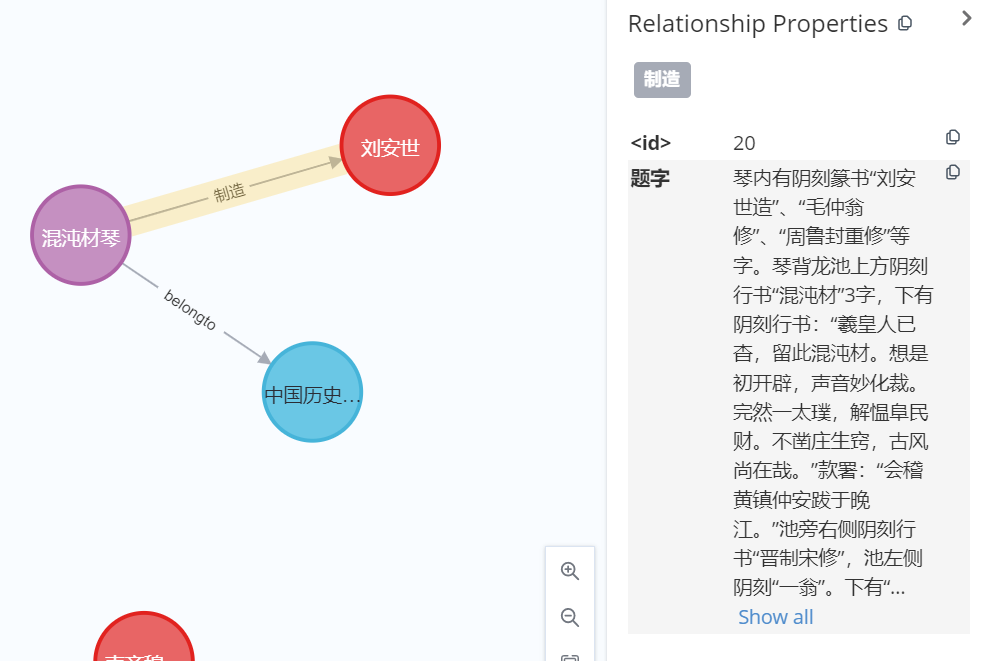 刘安世
制造
混沌材琴
belongto
中国历史...
Relationship Properties
制造
<id> 20
题字 琴内有阴刻篆书“刘安
世造”、“毛仲翁
修”、“周鲁封重修”等
字。琴背龙池上方阴刻
行书“混沌材”3字，下有
阴刻行书：“羲皇人已
杳，留此混沌材。想是
初开辟，声音妙化裁。
完然一太璞，解愠阜民
财。不凿庄生窍，古风
尚在哉。”款署：“会稽
黄镇仲安跋于晚
江。”池旁右侧阴刻行
书“晋制宋修”，池左侧
阴刻“一翁”。下有“...
Show all